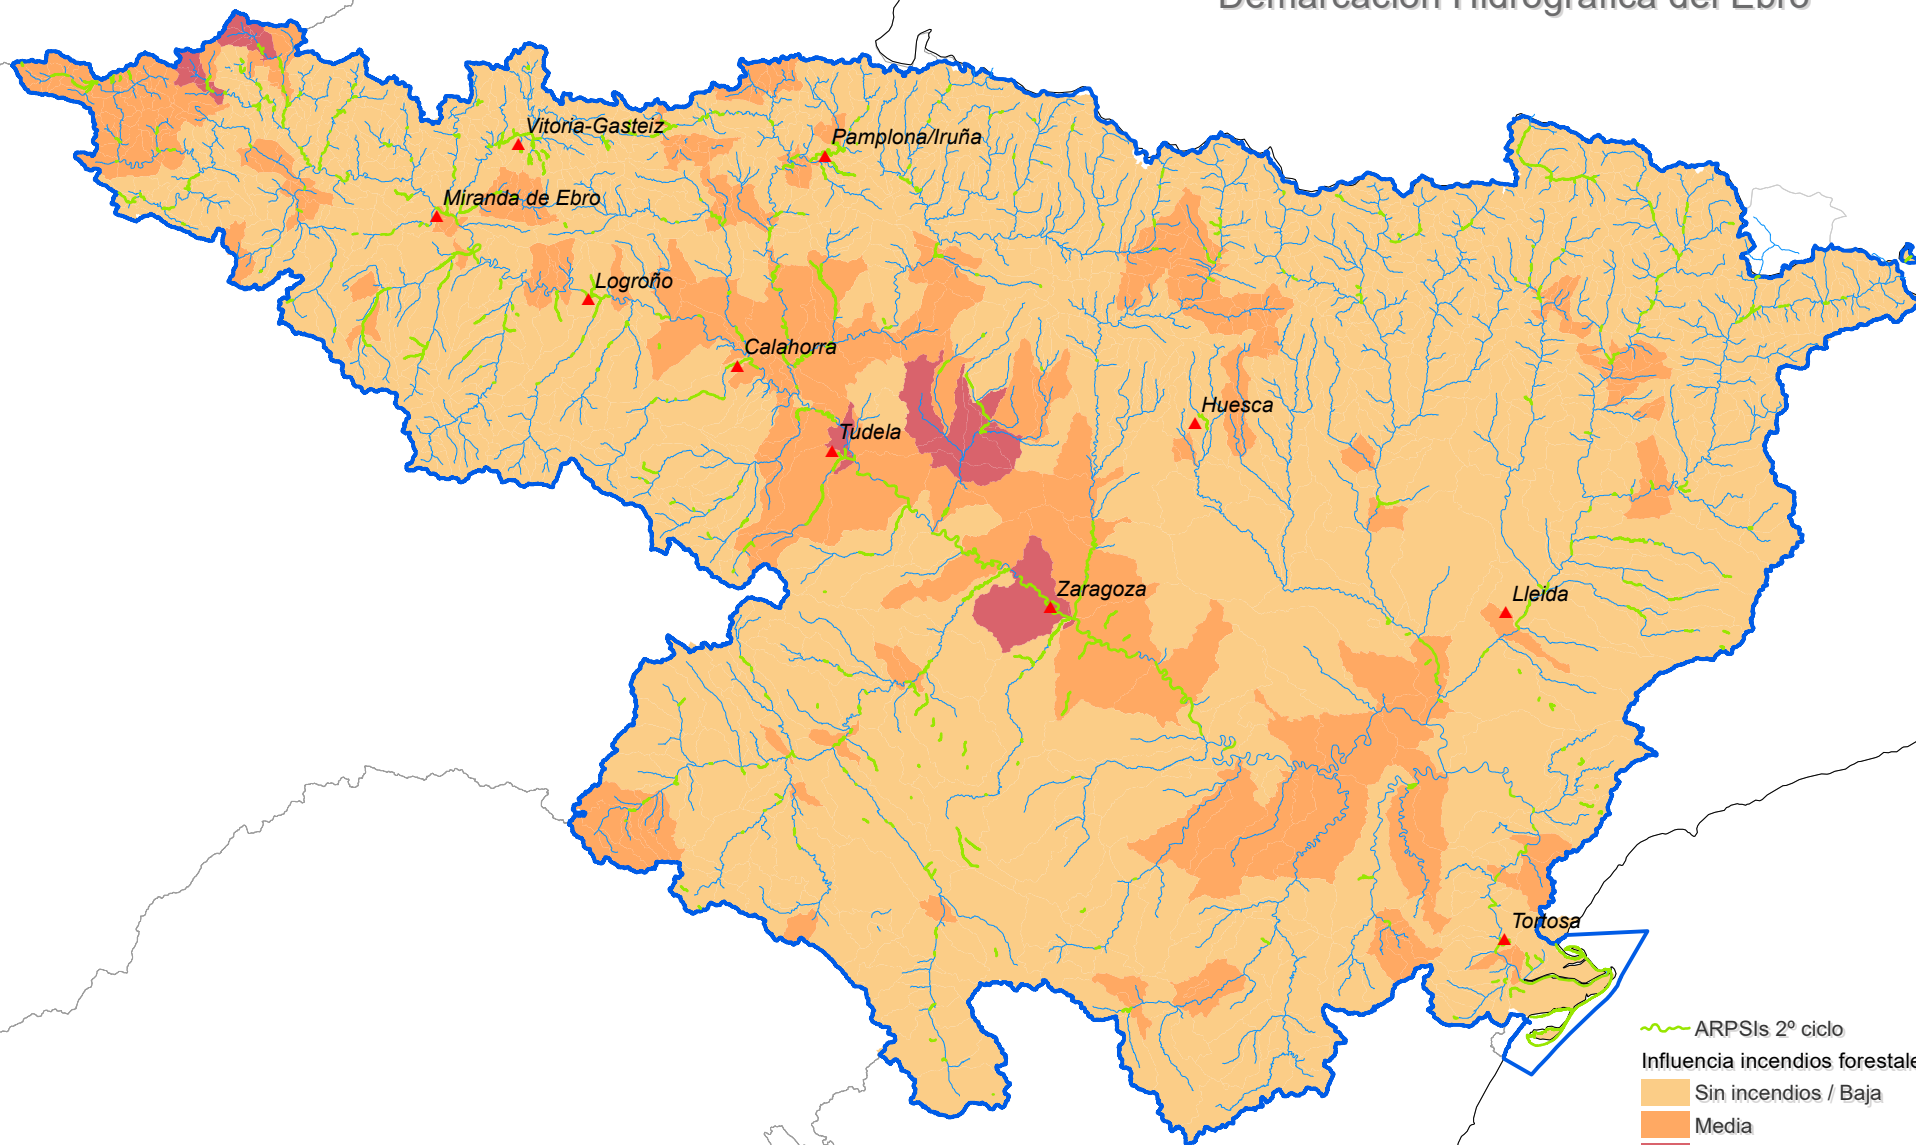 Demarcación Hidrográfica del Ebro
Vitoria-Gasteiz
Pamplona/Iruña
Miranda de Ebro
Logroño
Calahorra
Huesca
Tudela
Zaragoza
Lleida
Tortosa
ARPSIs 2º ciclo
Influencia incendios forestale
Sin incendios / Baja
Media